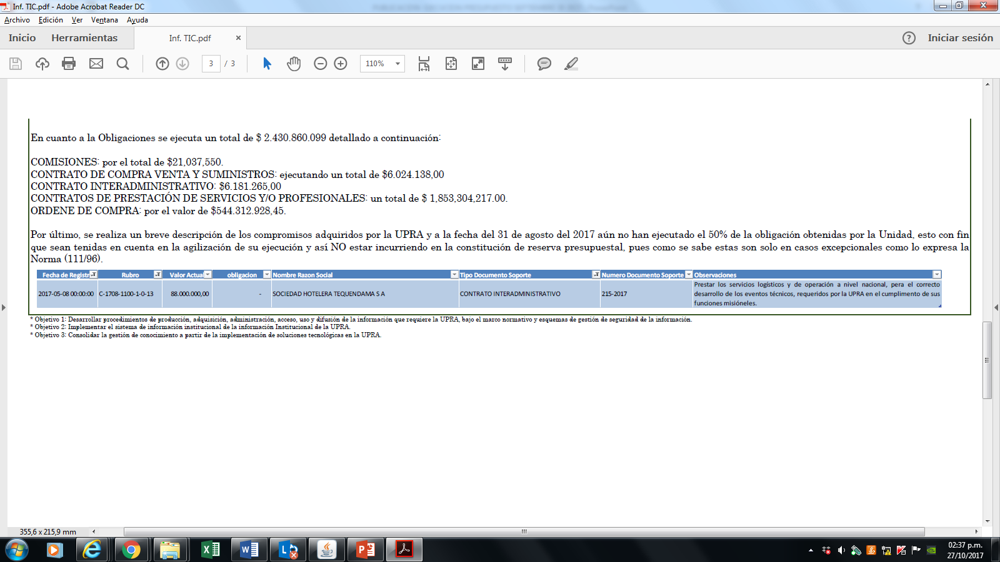 Inf. TIC.pdf - Adobe Acrobat Reader DC
Archivo Edición Ver Ventana Ayuda
Inicio Herramientas Inf. TIC.pdf × ? Iniciar sesión
3 / 3 110%
En cuanto a la Obligaciones se ejecuta un total de $ 2.430.860.099 detallado a continuación:
COMISIONES: por el total de $21,037,550.
CONTRATO DE COMPRA VENTA Y SUMINISTROS: ejecutando un total de $6.024.138,00
CONTRATO INTERADMINISTRATIVO: $6.181.265,00
CONTRATOS DE PRESTACIÓN DE SERVICIOS Y/O PROFESIONALES: un total de $ 1,853,304,217.00.
ORDENE DE COMPRA: por el valor de $544.312.928,45.
Por último, se realiza un breve descripción de los compromisos adquiridos por la UPRA y a la fecha del 31 de agosto del 2017 aún no han ejecutado el 50% de la obligación obtenidas por la Unidad, esto con fin
que sean tenidas en cuenta en la agilización de su ejecución y así NO estar incurriendo en la constitución de reserva presupuestal, pues como se sabe estas son solo en casos excepcionales como lo expresa la
Norma (111/96).
Fecha de Registr Rubro Valor Actual obligacion Nombre Razon Social Tipo Documento Soporte Numero Documento Soporte Observaciones
2017-05-08 00:00:00 C-1708-1100-1-0-13 88.000.000,00 - SOCIEDAD HOTELERA TEQUENDAMA S A CONTRATO INTERADMINISTRATIVO 215-2017 Prestar los servicios logísticos y de operación a nivel nacional, pera el correcto
desarrollo de los eventos técnicos, requeridos por la UPRA en el cumplimento de sus
funciones misióneles.
* Objetivo 1: Desarrollar procedimientos de producción, adquisición, administración, acceso, uso y difusión de la información que requiere la UPRA, bajo el marco normativo y esquemas de gestión de seguridad de la información.
* Objetivo 2: Implementar el sistema de información institucional de la información Institucional de la UPRA.
* Objetivo 3: Consolidar la gestión de conocimiento a partir de la implementación de soluciones tecnológicas en la UPRA.
355,6 x 215,9 mm
02:37 p.m.
27/10/2017